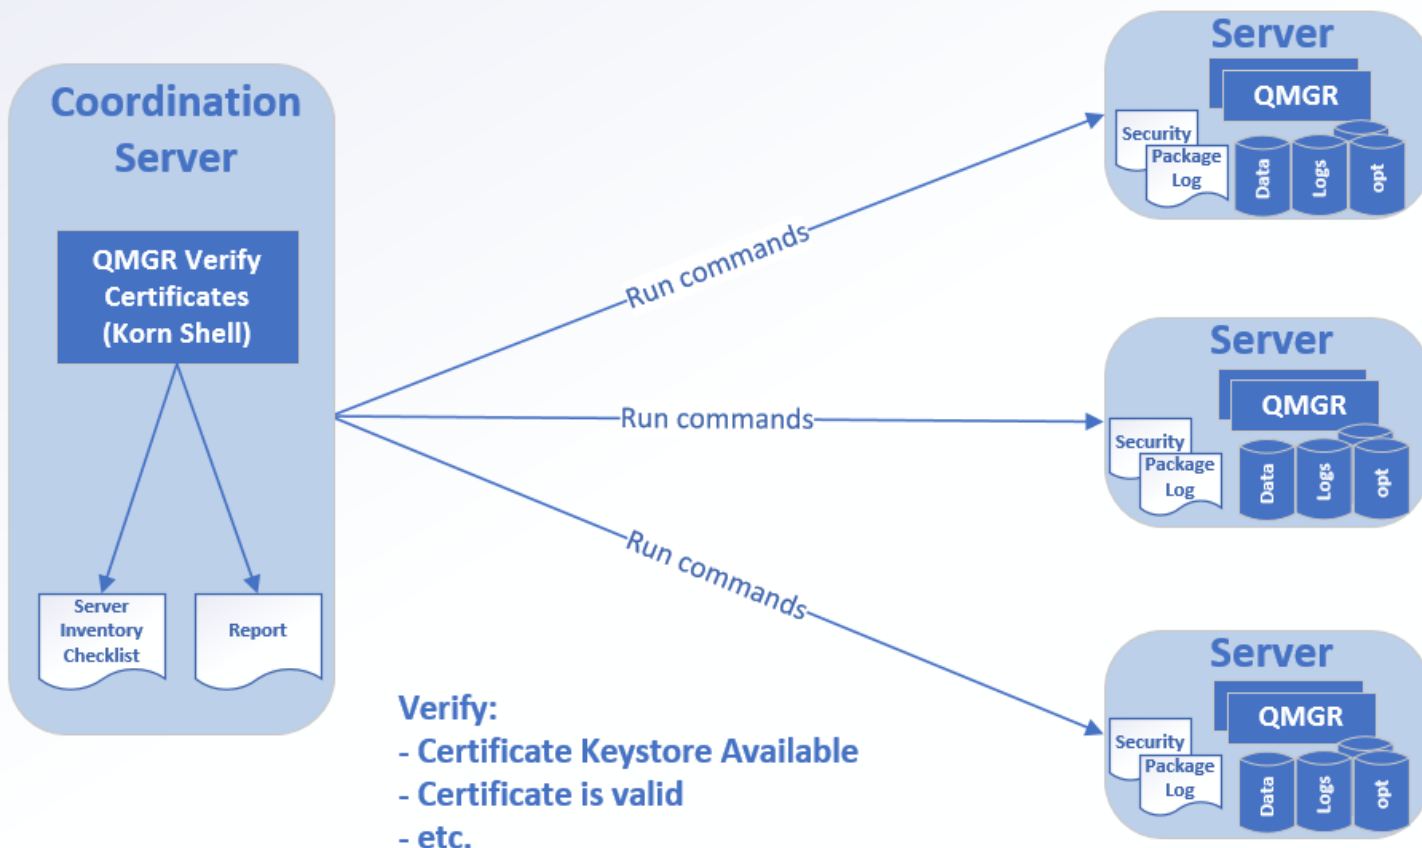 Coordination
Server
QMGR Verify
Certificates
(Korn Shell)
Server
Inventory
Checklist
Report
Run commands
Run commands
Run commands
Verify:
- Certificate Keystore Available
- Certificate is valid
- etc.
Server
QMGR
Security
Package
Log
Data
Logs
opt
Server
QMGR
Security
Package
Log
Data
Logs
opt
Server
QMGR
Security
Package
Log
Data
Logs
opt